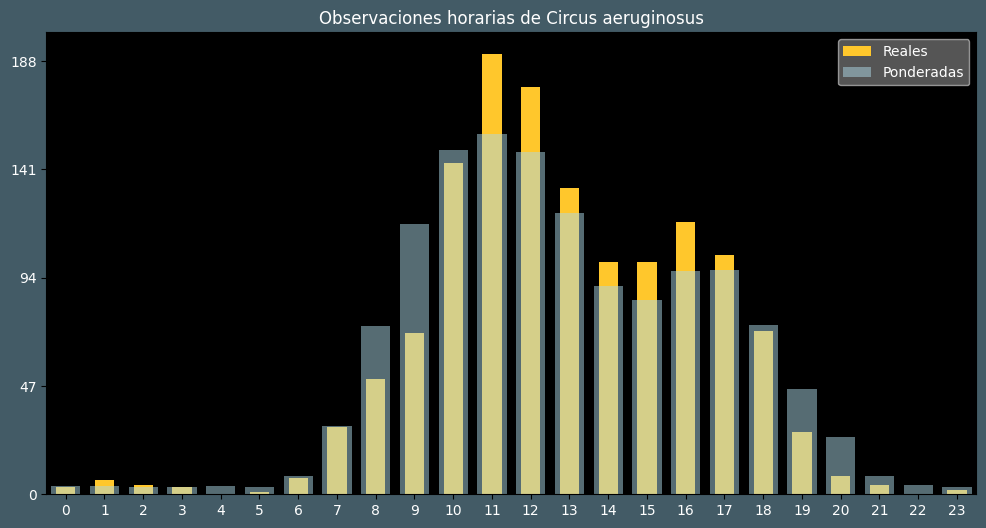 Observaciones horarias de Circus aeruginosus
Reales
Ponderadas
188
141
94
47
0
0 1 2 3 4 5 6 7 8 9 10 11 12 13 14 15 16 17 18 19 20 21 22 23